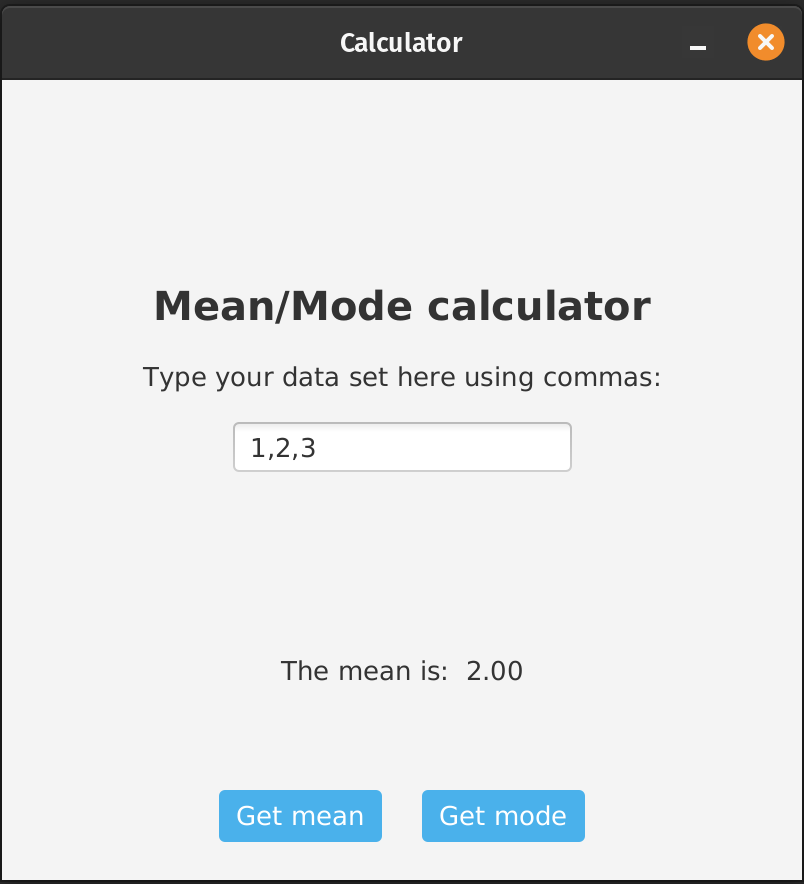 Calculator
Mean/Mode calculator
Type your data set here using commas:
1,2,3
The mean is: 2.00
Get mean
Get mode